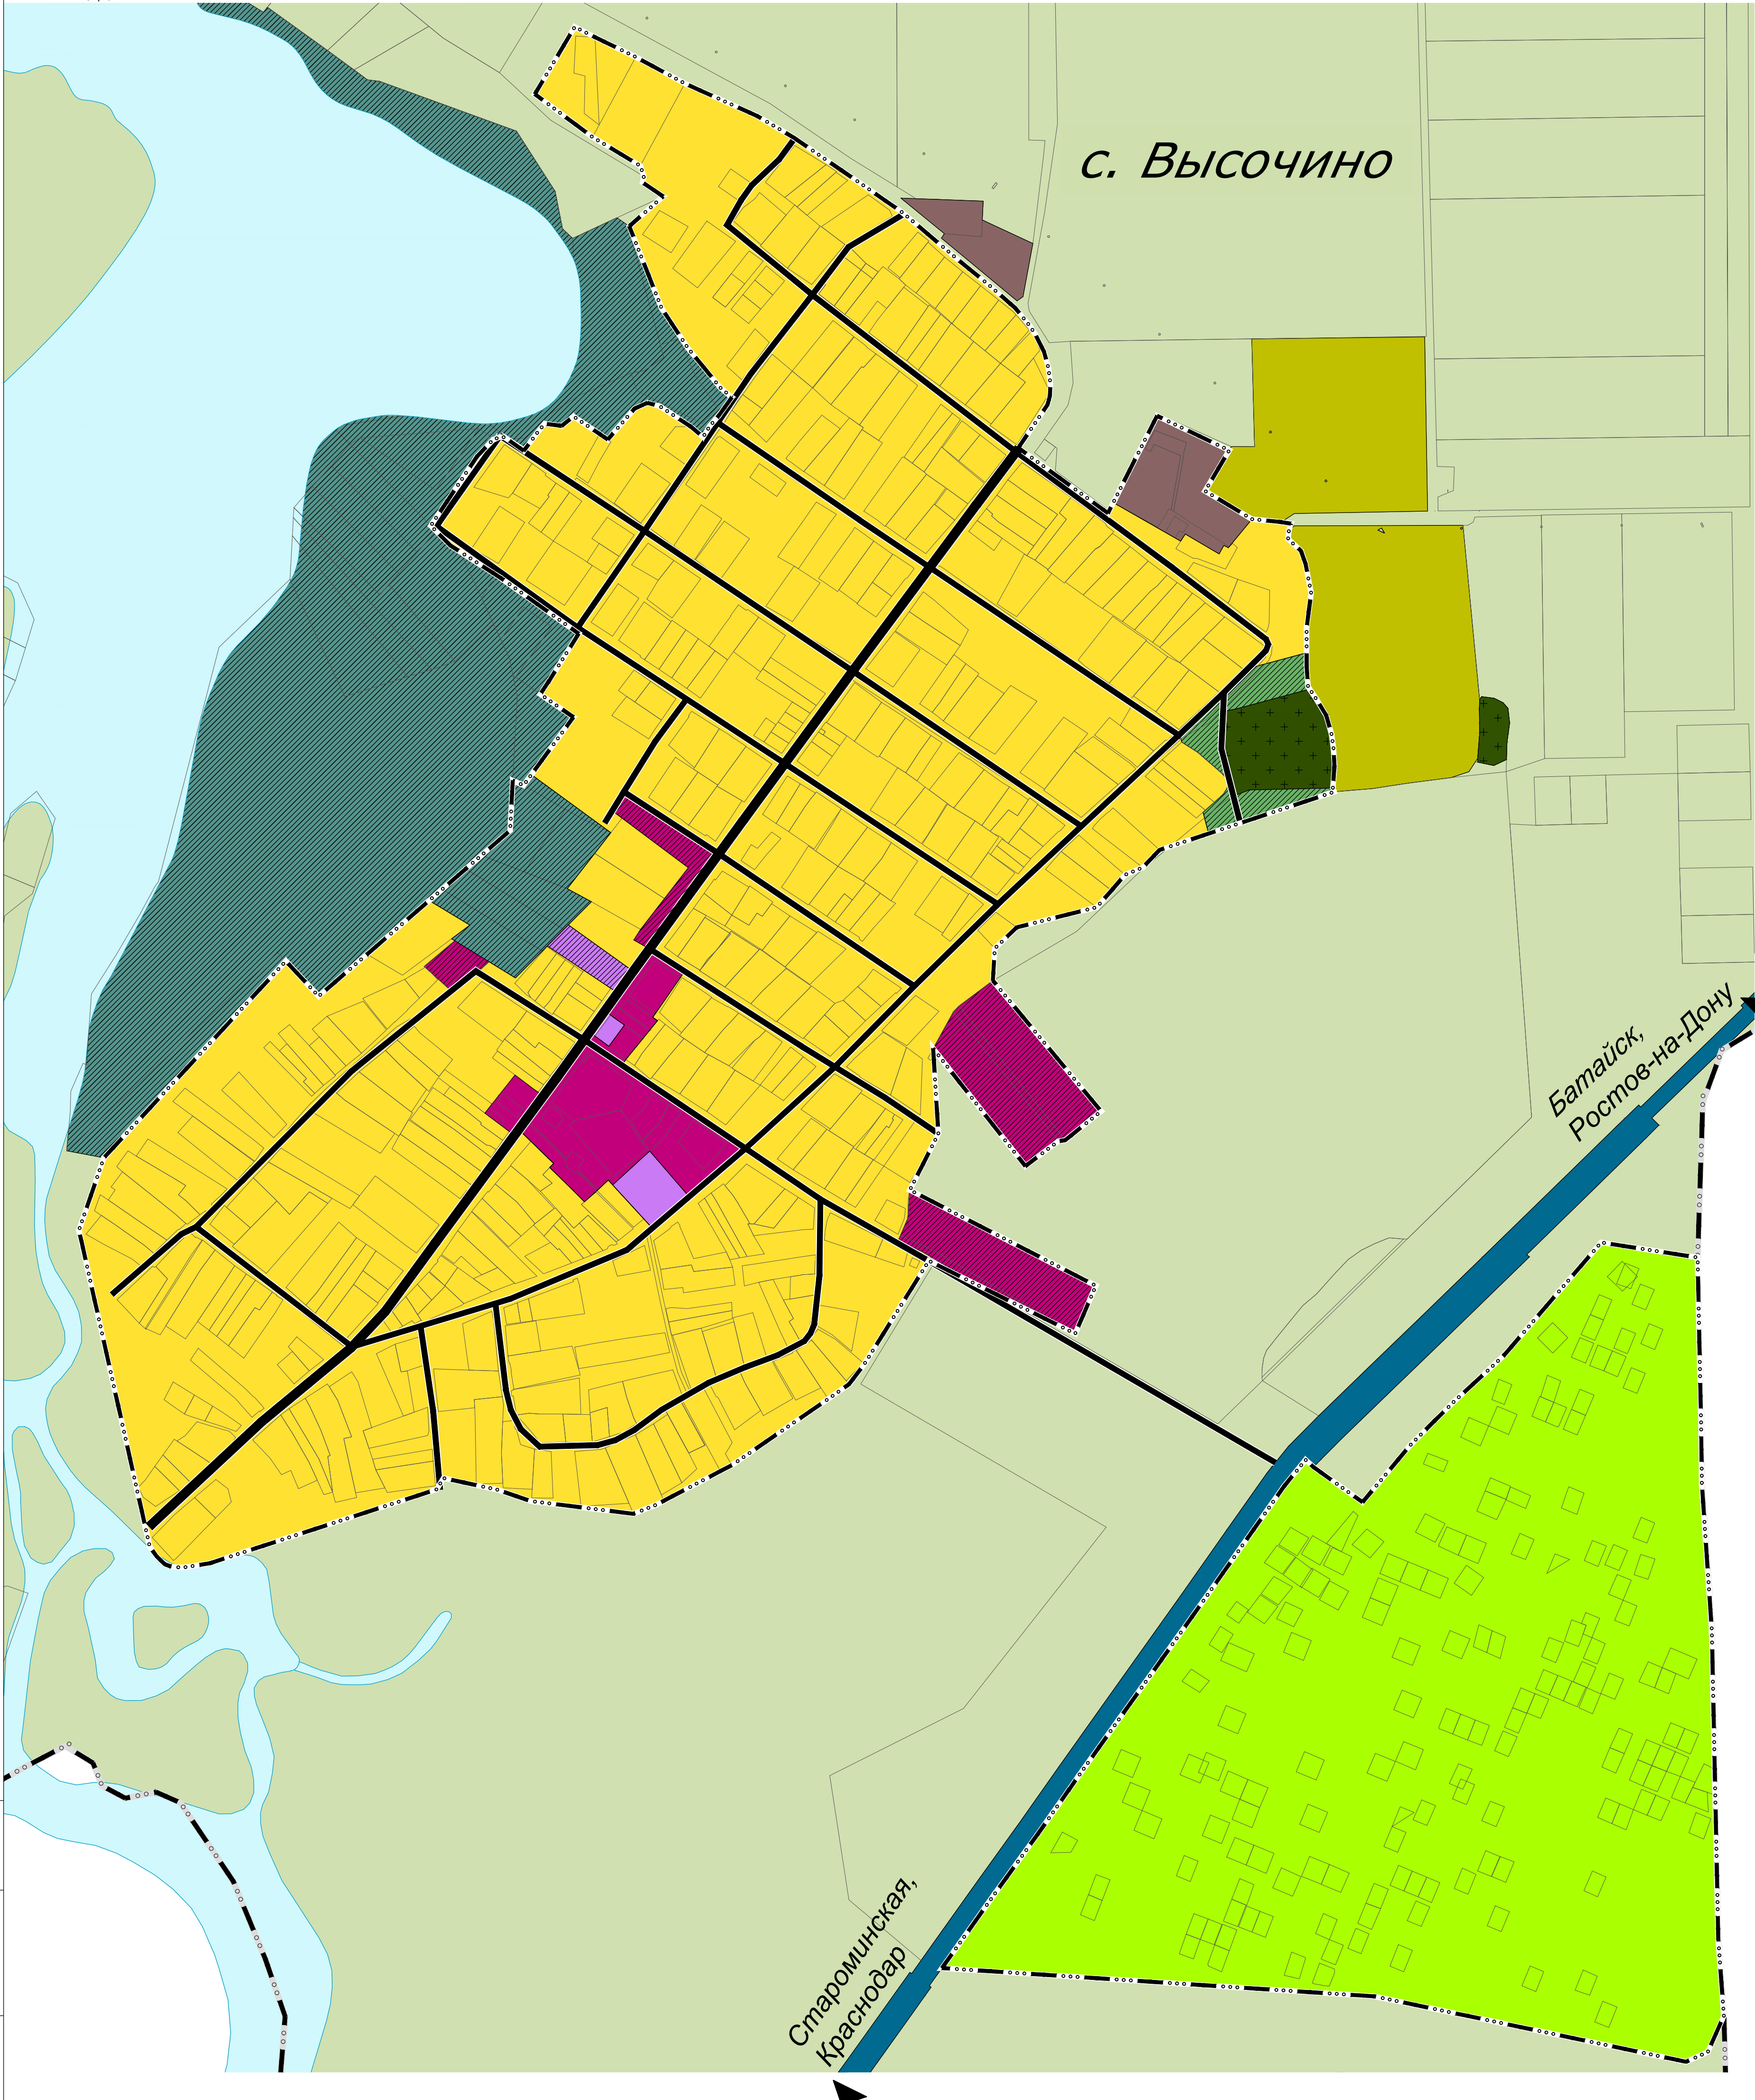 с. Высочино
Батайск,
Ростов-на-Дону
Староминская,
Краснодар